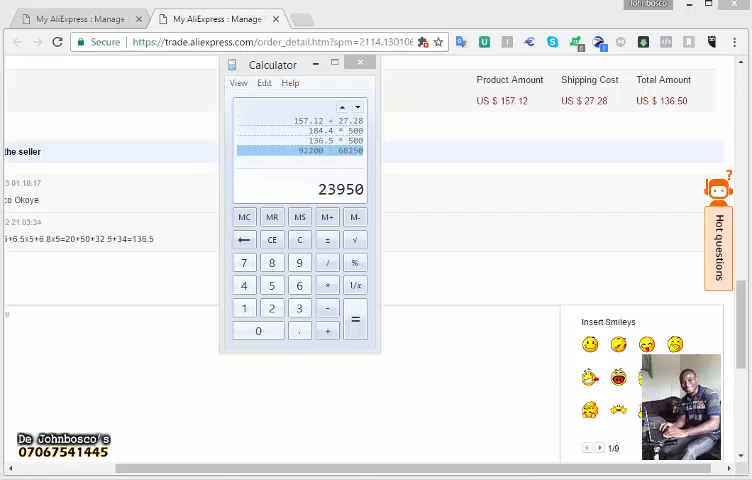 Johnbosco
My AliExpress : Manage
My AliExpress : Manage
Secure
https://trade.aliexpress.com/order_detail.htm?spm=2114.130106
Calculator
View Edit Help
157.12 + 27.28
184.4 * 500
136.5 * 500
92200 - 68250
23950
MC MR MS M+ M-
CE C ± √
7 8 9 / %
4 5 6 * 1/x
1 2 3 - =
0 . +
Product Amount Shipping Cost Total Amount
US $ 157.12 US $ 27.28 US $ 136.50
the seller
3 01:18:17
co Okoye
2 21:03:34
5+6.5x5+6.8x5=20+50+32.5+34=136.5
Hot questions
Insert Smileys
1/9
De Johnbosco's
07067541445